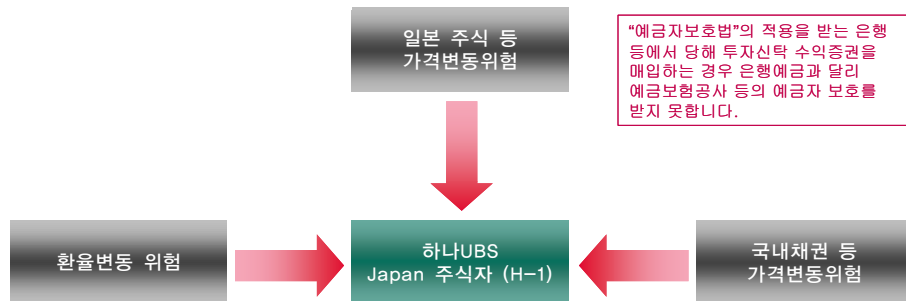 일본 주식 등
가격변동위험
“예금자보호법”의 적용을 받는 은행
등에서 당해 투자신탁 수익증권을
매입하는 경우 은행예금과 달리
예금보험공사 등의 예금자 보호를
받지 못합니다.
환율변동 위험
하나UBS
Japan 주식자 (H-1)
국내채권 등
가격변동위험